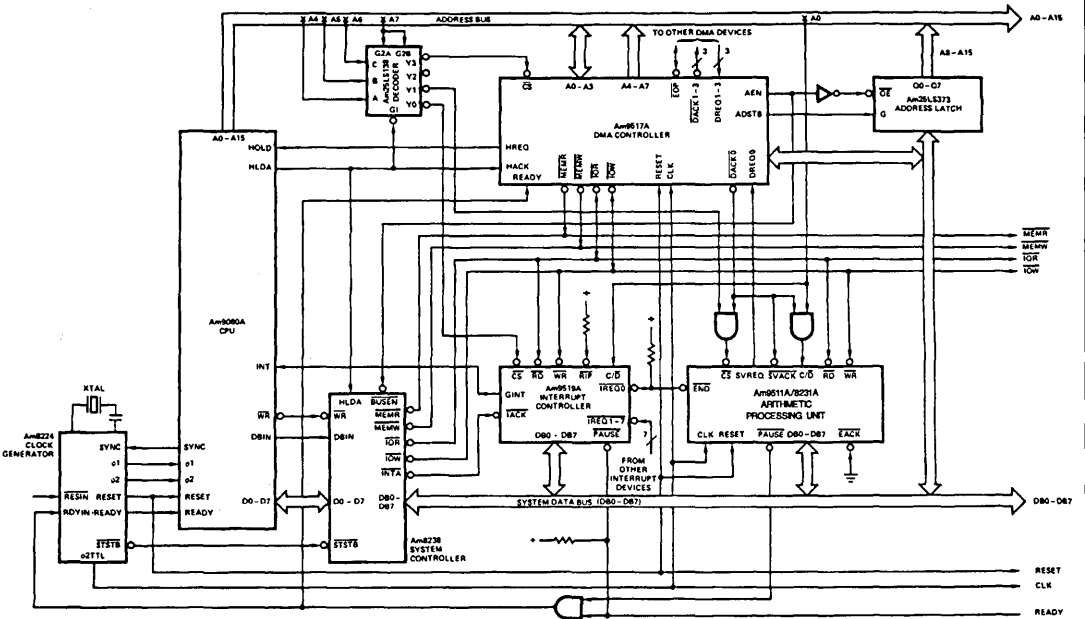 A4 A5 A6 A7 ADDRESS BUS A0 A0-A15
TO OTHER DMA DEVICES
3 3
A8-A15
G2A G2B
C Y3
B Y2
Y1
A Y0
G1
Am25LS138
DECODER
CS A0-A3 A4-A7 EOP DACK 1-3 DREQ 1-3 AEN
ADSTB
Am9517A
DMA CONTROLLER
OE Q0-Q7
Am25LS373
ADDRESS LATCH
G
A0-A15
HOLD HREQ
HLDA HACK
READY MEMR MEMW IOR IOW RESET CLK DACK0 DREQ0
MEMR
MEMW
IOR
IOW
Am9080A
CPU
CS RD WR RIF C/D
Am9519A
INTERRUPT
CONTROLLER
GINT IREQ0
IACK IREQ1-7
DB0-DB7 PAUSE
7
FROM
OTHER
INTERRUPT
DEVICES
CS SVREQ SVACK C/D RD WR
END
Am9511A/8231A
ARITHMETIC
PROCESSING UNIT
CLK RESET PAUSE DB0-DB7 EACK
INT
HLDA BUSEN
WR WR MEMR
MEMW
DBIN DBIN IOR
IOW
INTA
D0-D7 D0-D7 DB0-
DB7
STSTB
Am8238
SYSTEM
CONTROLLER
SYSTEM DATA BUS (DB0-DB7) DB0-DB7
XTAL
Am8224
CLOCK
GENERATOR
SYNC SYNC
ø1 ø1
ø2 ø2
RESIN RESET RESET
RDYIN READY READY
STSTB
ø2TTL
RESET
CLK
READY